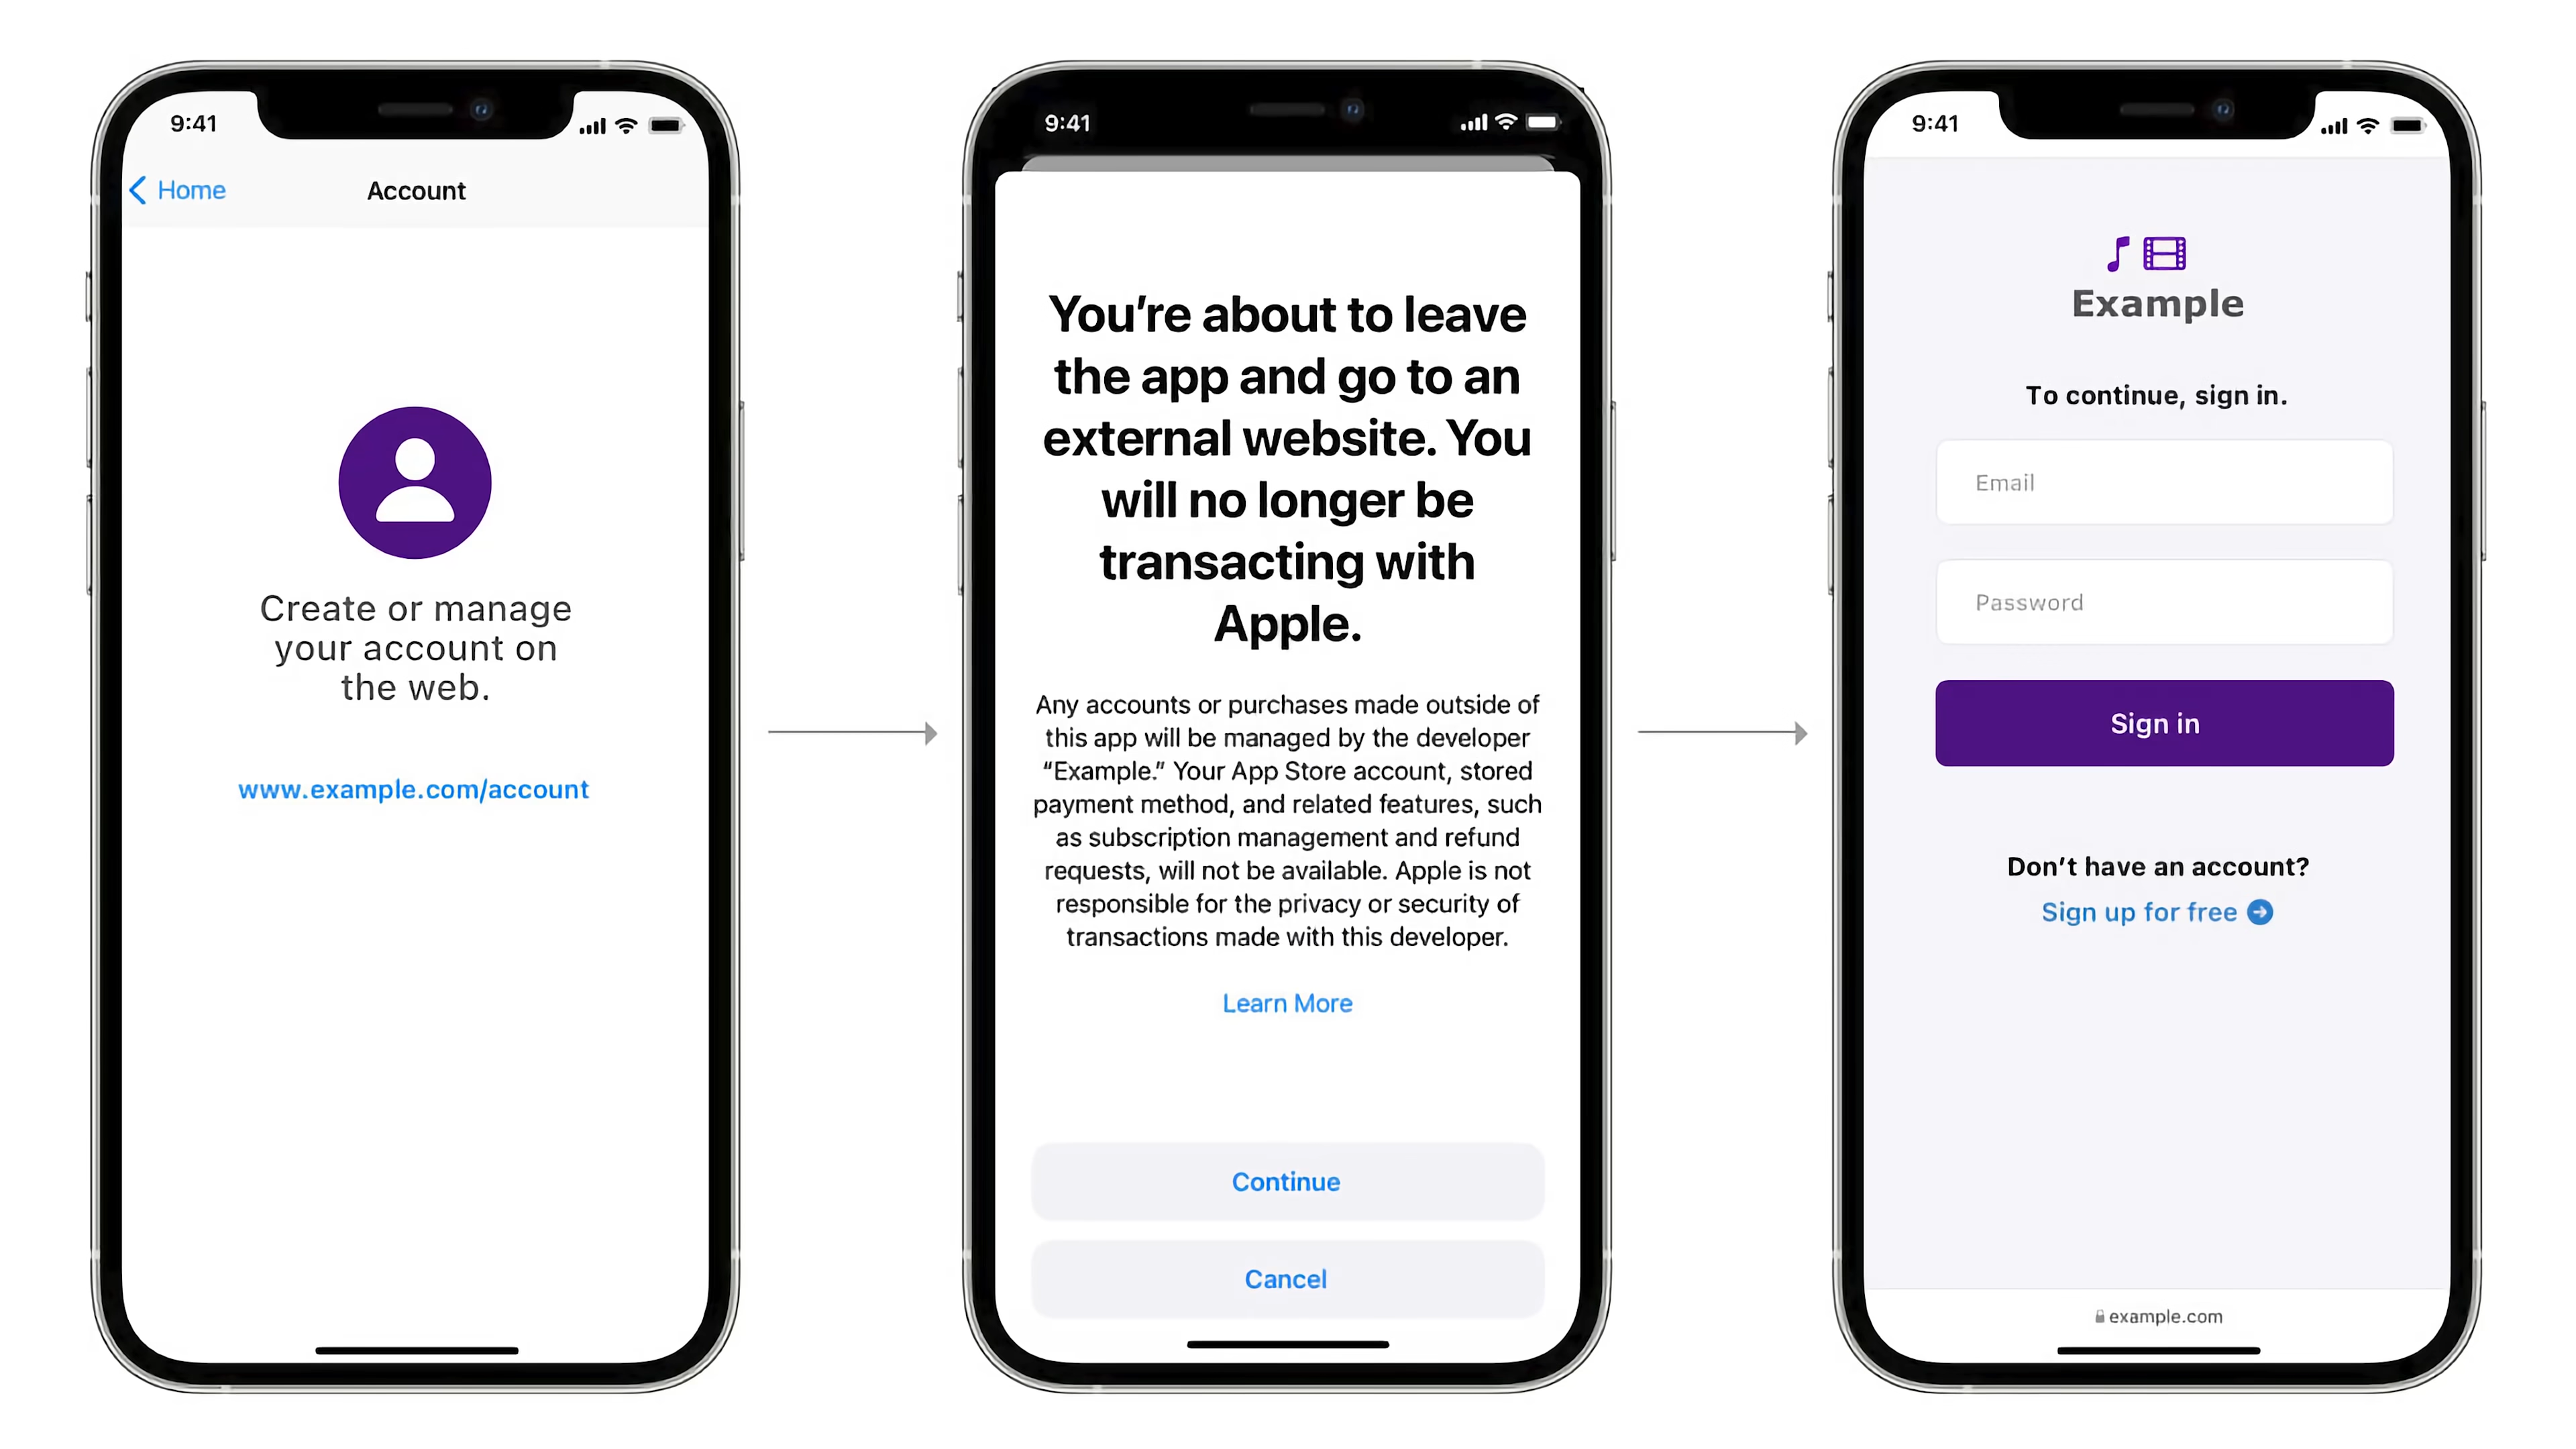 9:41
Home
Account
Create or manage
your account on
the web.
www.example.com/account
9:41
You're about to leave
the app and go to an
external website. You
will no longer be
transacting with
Apple.
Any accounts or purchases made outside of
this app will be managed by the developer
“Example.” Your App Store account, stored
payment method, and related features, such
as subscription management and refund
requests, will not be available. Apple is not
responsible for the privacy or security of
transactions made with this developer.
Learn More
Continue
Cancel
9:41
Example
To continue, sign in.
Email
Password
Sign in
Don't have an account?
Sign up for free
example.com